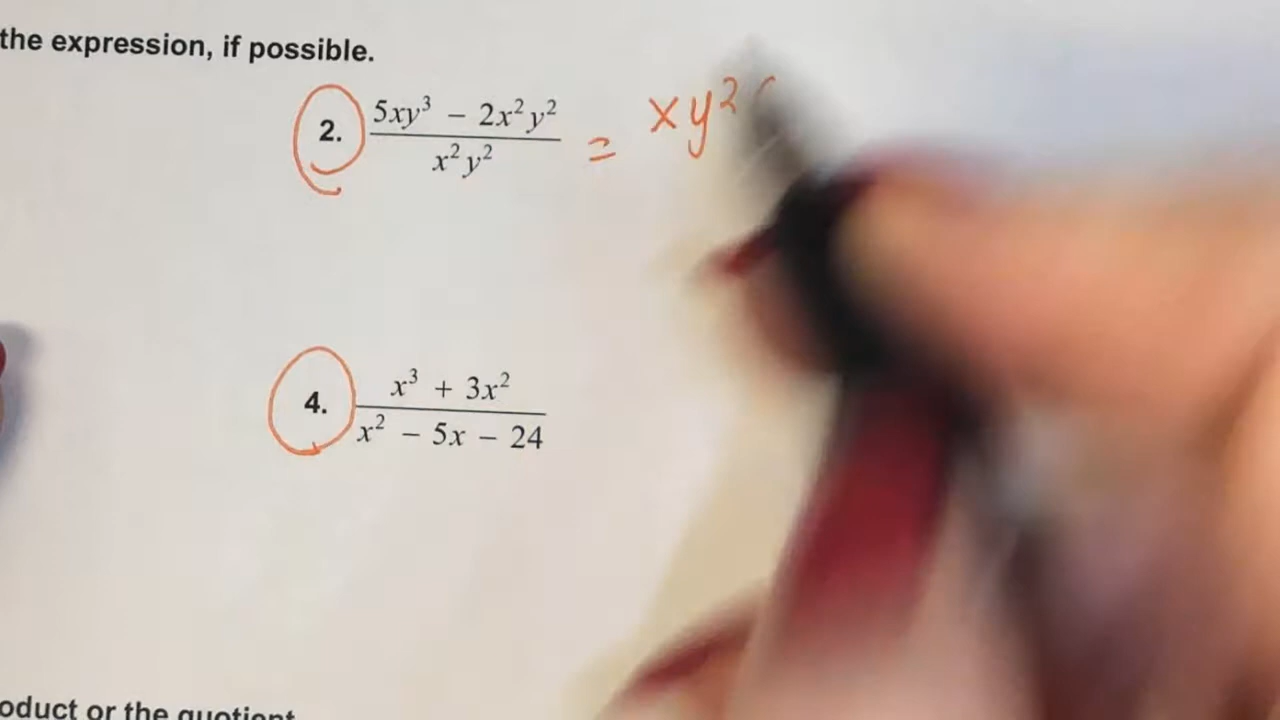 the expression, if possible.
2. 5xy³ − 2x²y² / x²y² = xy² (
4. x³ + 3x² / x² − 5x − 24
oduct or the quotient